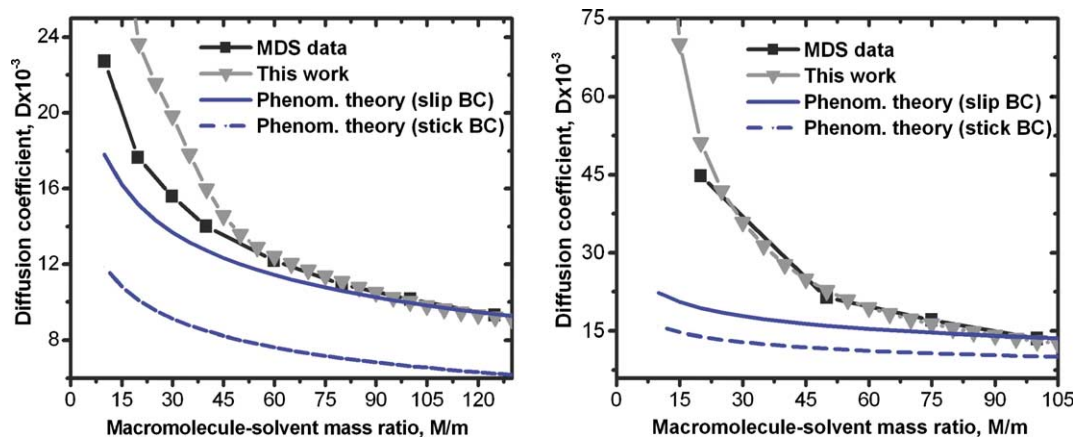 24
20
16
12
8
0 15 30 45 60 75 90 105 120
Diffusion coefficient, Dx10⁻³
Macromolecule-solvent mass ratio, M/m
MDS data
This work
Phenom. theory (slip BC)
Phenom. theory (stick BC)
75
60
45
30
15
0 15 30 45 60 75 90 105
Diffusion coefficient, Dx10⁻³
Macromolecule-solvent mass ratio, M/m
MDS data
This work
Phenom. theory (slip BC)
Phenom. theory (stick BC)